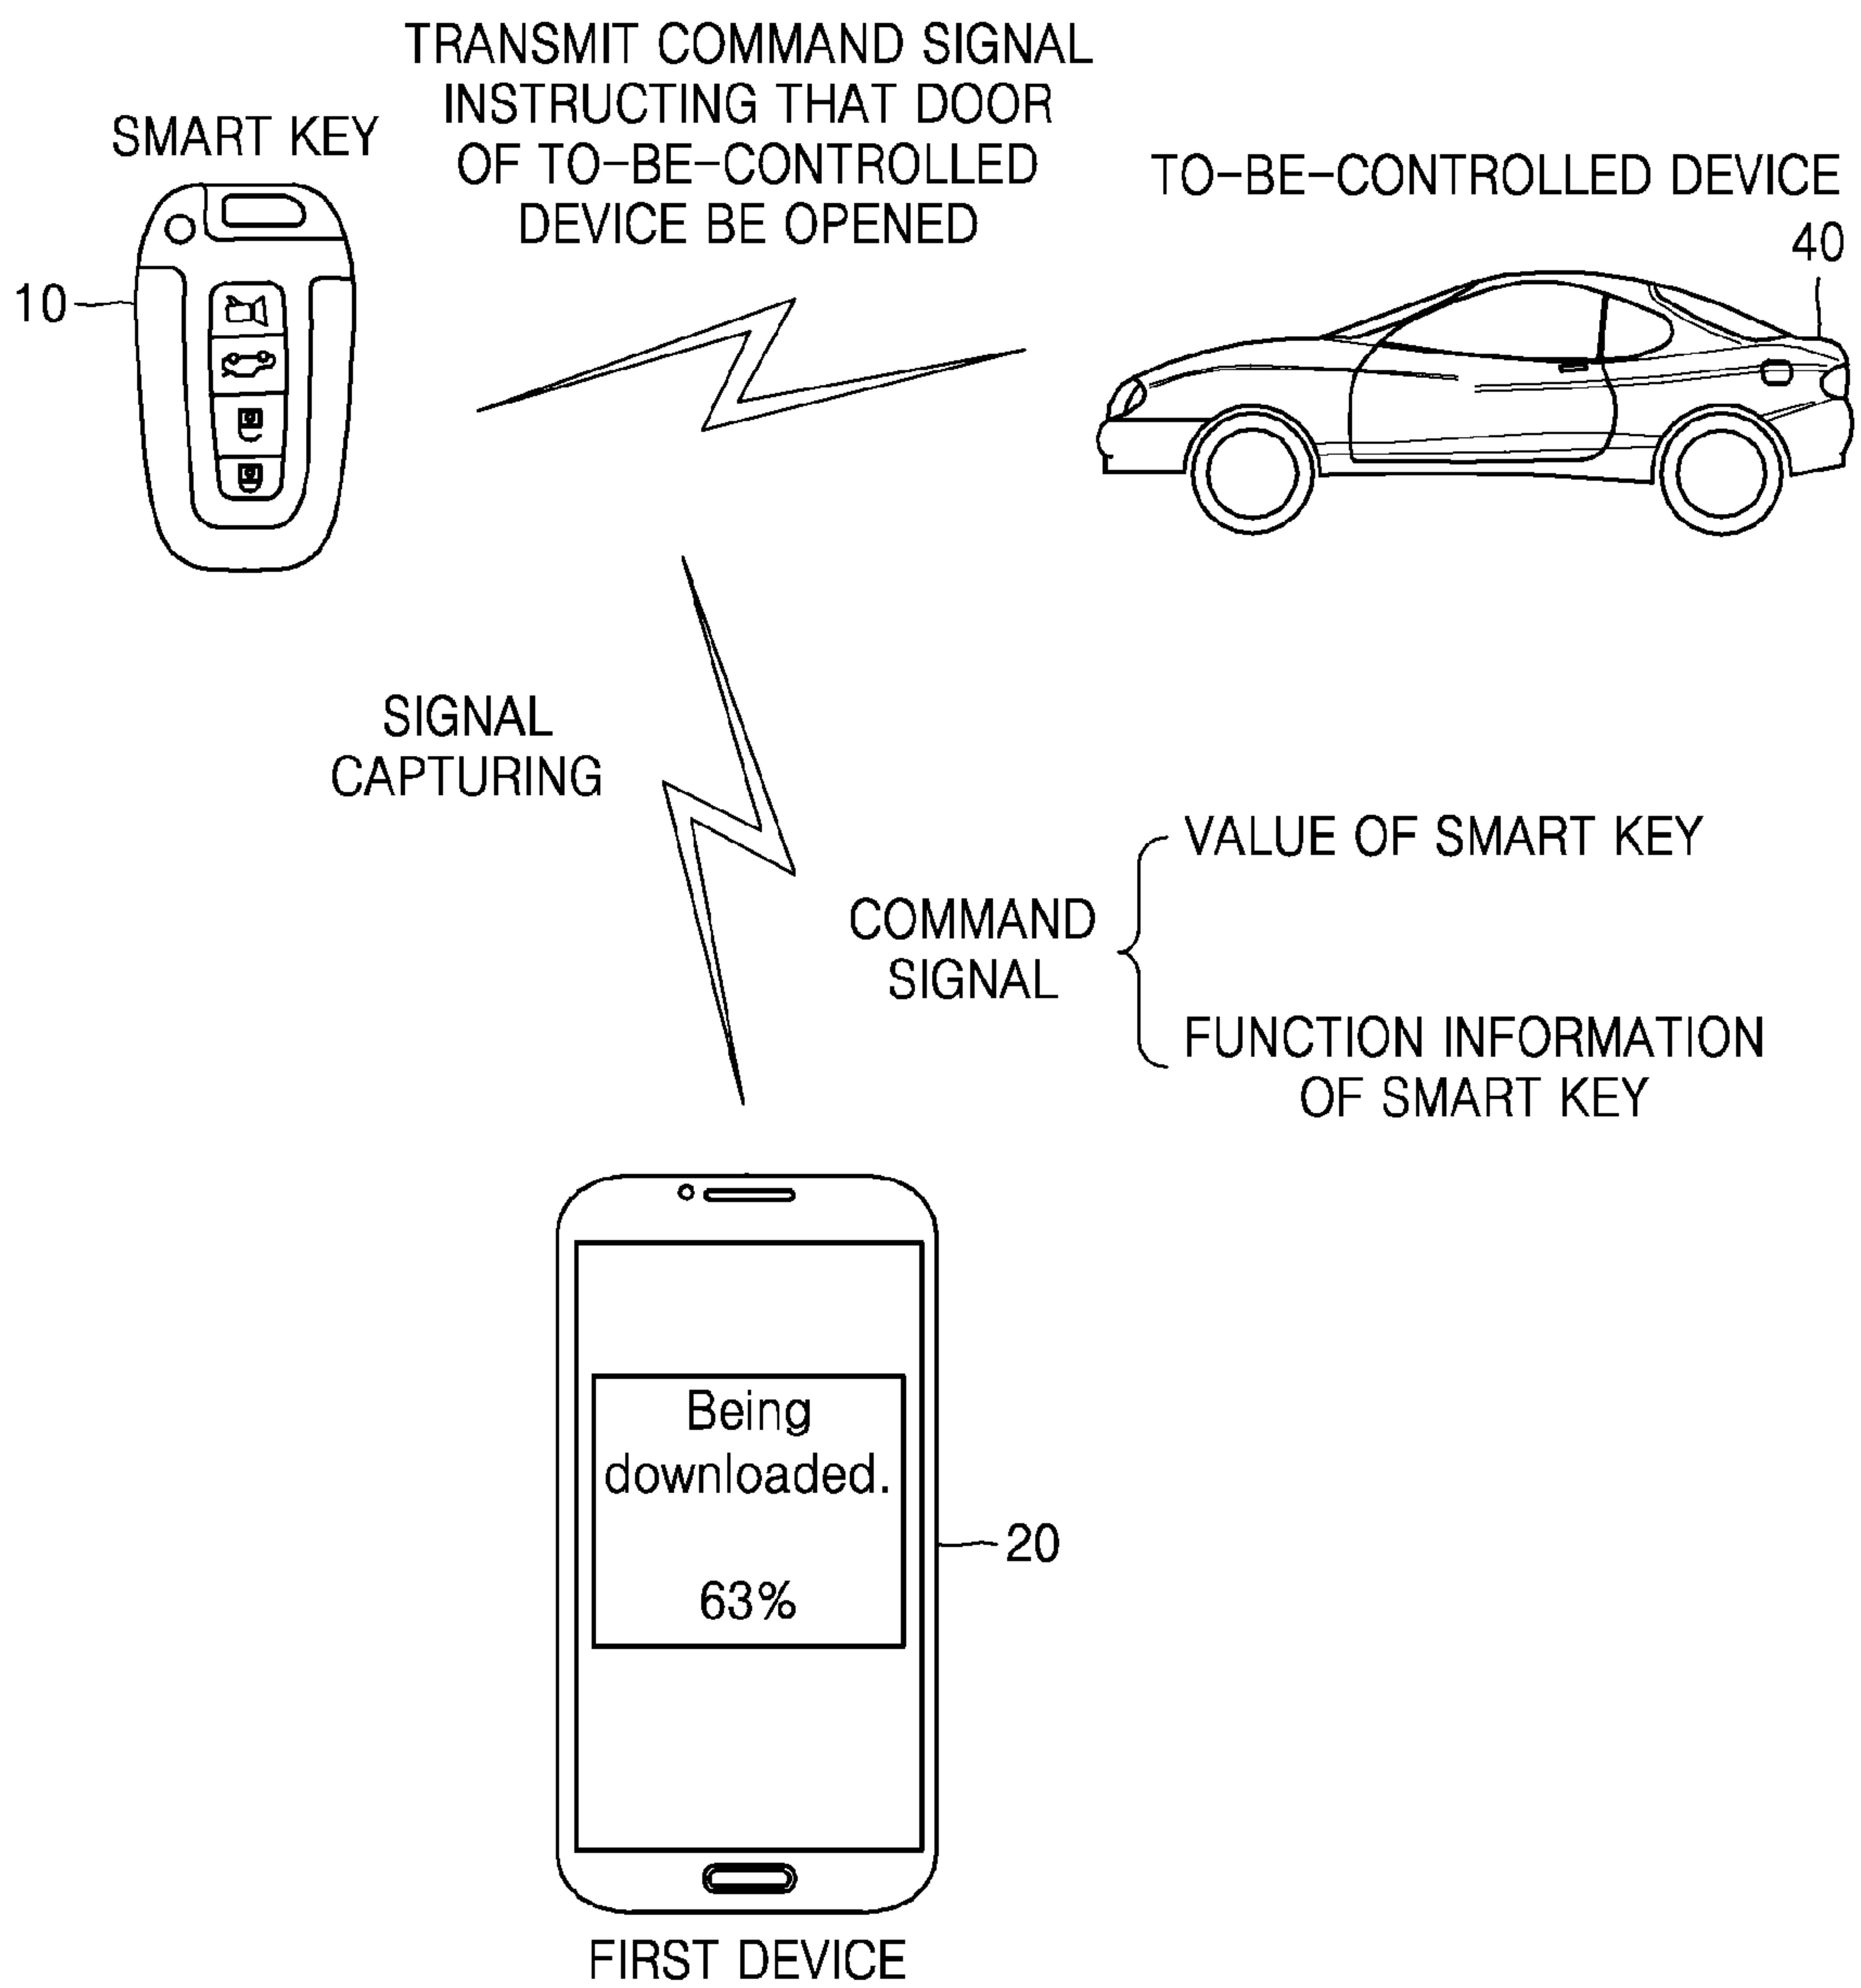 TRANSMIT COMMAND SIGNAL
INSTRUCTING THAT DOOR
OF TO-BE-CONTROLLED
DEVICE BE OPENED
SMART KEY
10
TO-BE-CONTROLLED DEVICE
40
SIGNAL
CAPTURING
COMMAND
SIGNAL
VALUE OF SMART KEY
FUNCTION INFORMATION
OF SMART KEY
Being
downloaded.
63%
20
FIRST DEVICE